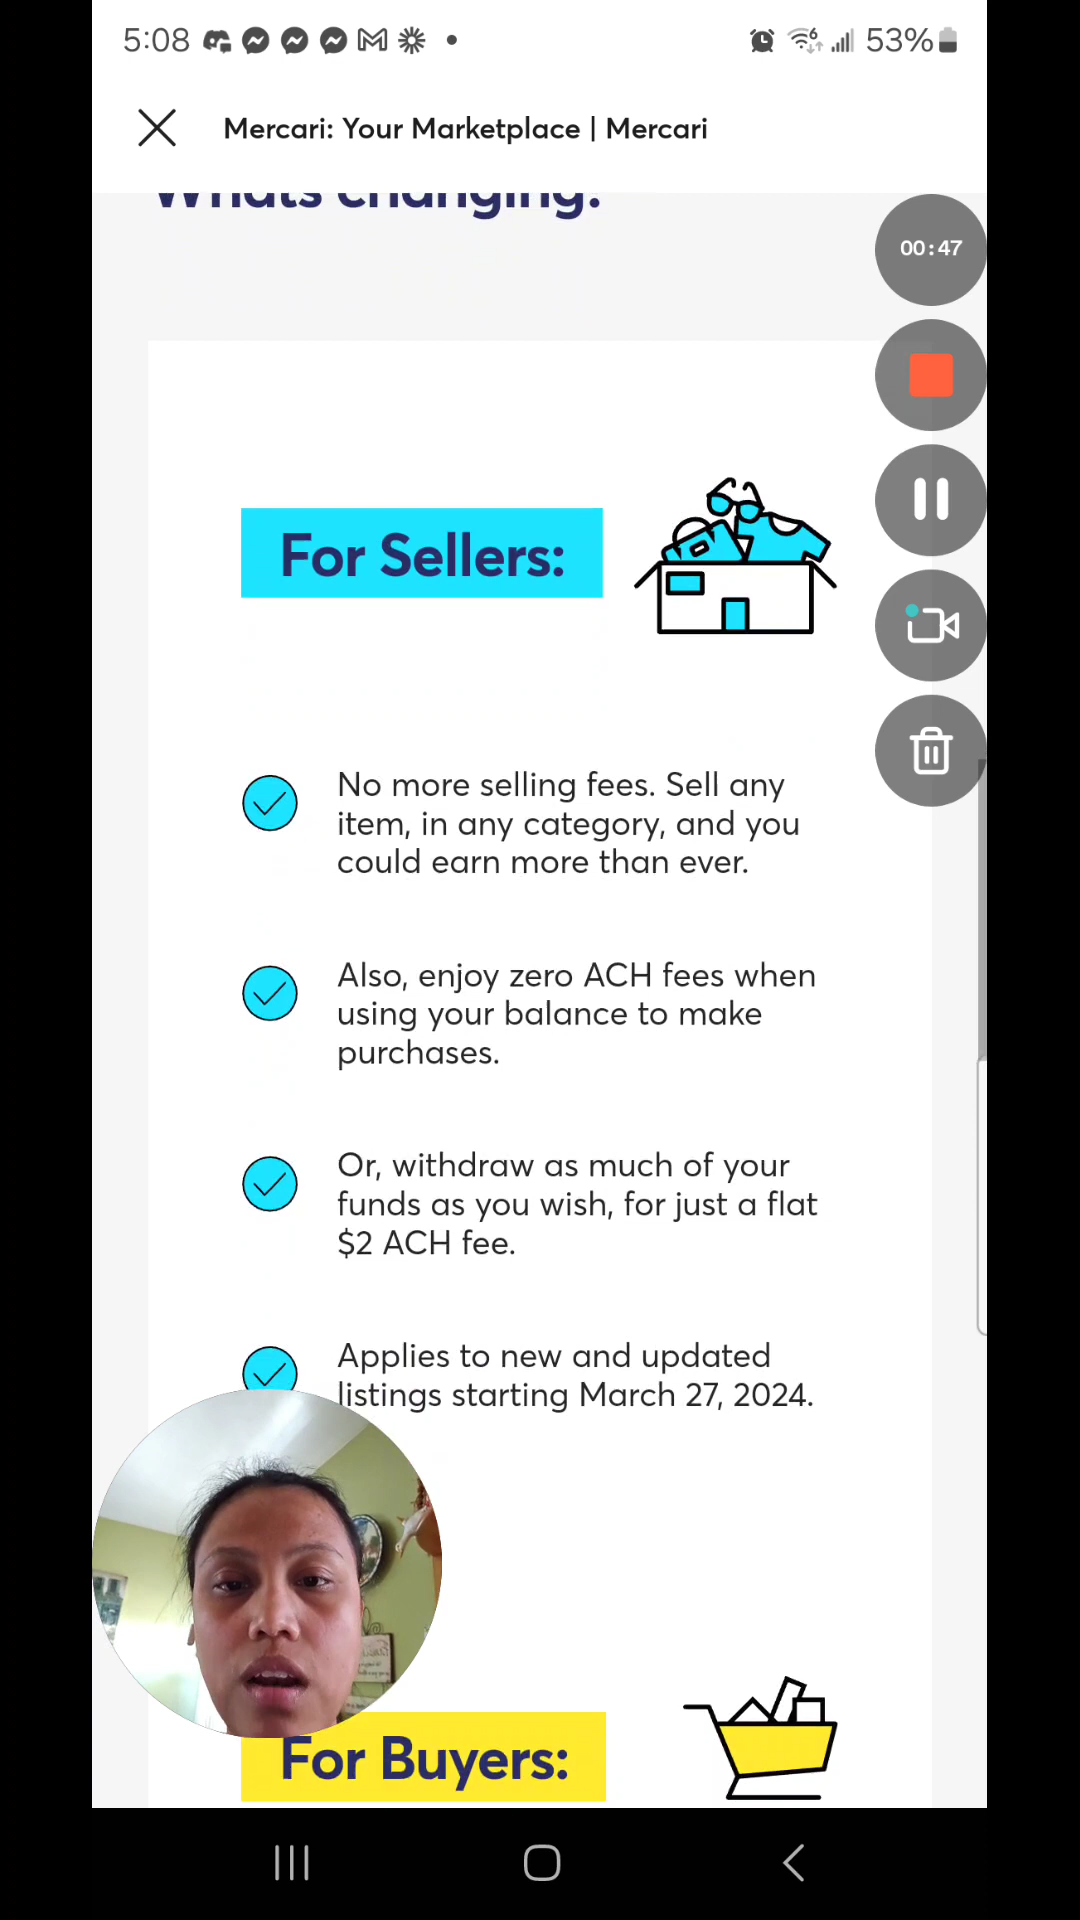 5:08
53%
Mercari: Your Marketplace | Mercari
Whats changing:
00:47
For Sellers:
No more selling fees. Sell any
item, in any category, and you
could earn more than ever.
Also, enjoy zero ACH fees when
using your balance to make
purchases.
Or, withdraw as much of your
funds as you wish, for just a flat
$2 ACH fee.
Applies to new and updated
listings starting March 27, 2024.
For Buyers: